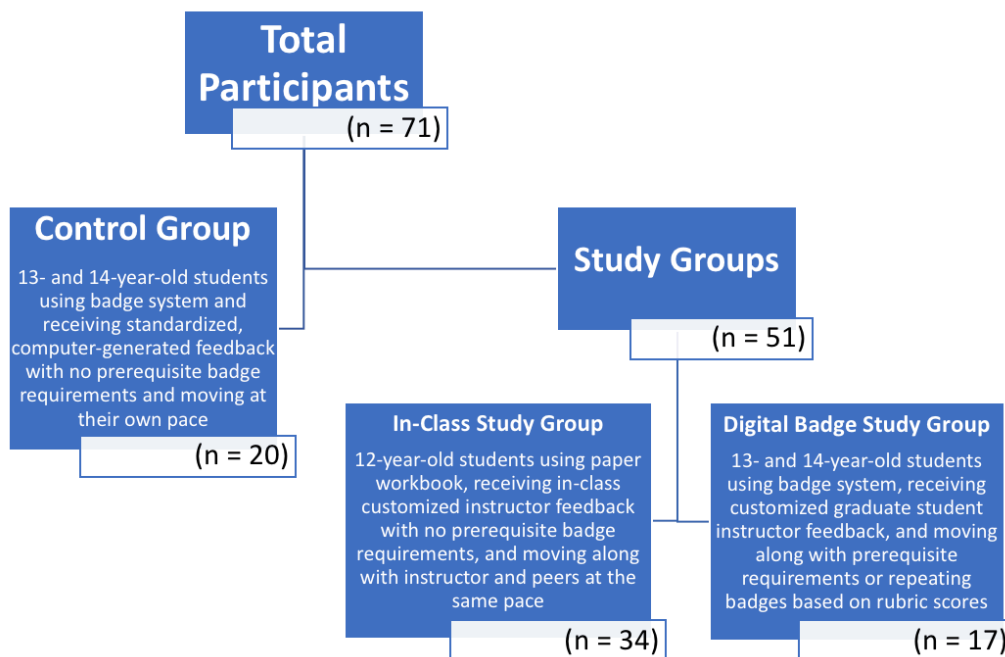 Total
Participants
(n = 71)
Control Group
13- and 14-year-old students
using badge system and
receiving standardized,
computer-generated feedback
with no prerequisite badge
requirements and moving at
their own pace
(n = 20)
Study Groups
(n = 51)
In-Class Study Group
12-year-old students using paper
workbook, receiving in-class
customized instructor feedback
with no prerequisite badge
requirements, and moving along
with instructor and peers at the
same pace
(n = 34)
Digital Badge Study Group
13- and 14-year-old students
using badge system, receiving
customized graduate student
instructor feedback, and moving
along with prerequisite
requirements or repeating
badges based on rubric scores
(n = 17)